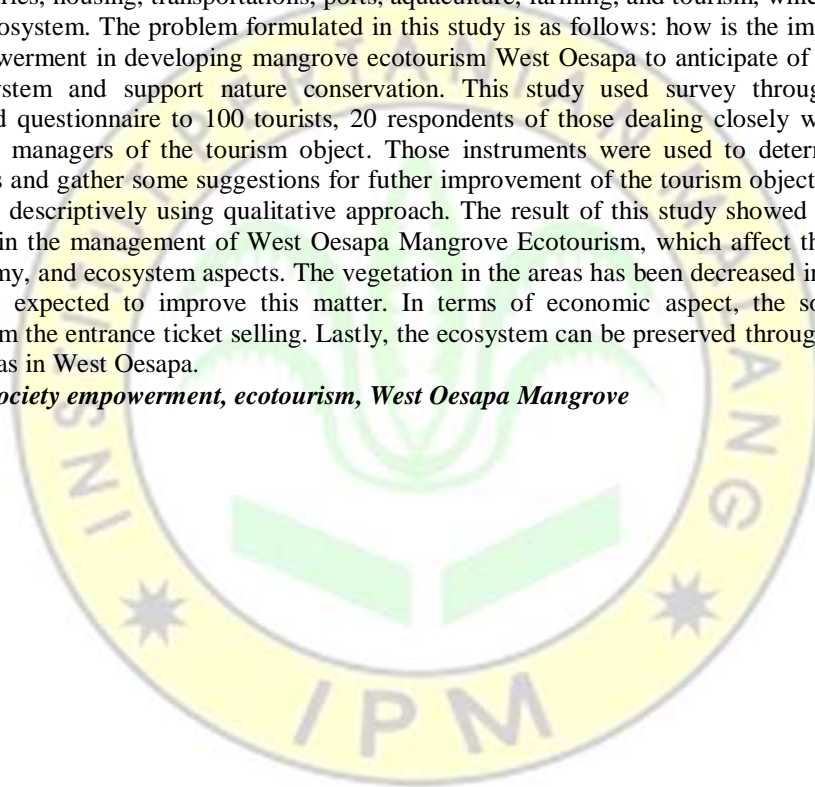 ries, housing, transportations, ports, aquaculture, farming, and tourism, whic
osystem. The problem formulated in this study is as follows: how is the im
werment in developing mangrove ecotourism West Oesapa to anticipate of
ystem and support nature conservation. This study used survey throug
d questionnaire to 100 tourists, 20 respondents of those dealing closely w
managers of the tourism object. Those instruments were used to deter
s and gather some suggestions for futher improvement of the tourism object
descriptively using qualitative approach. The result of this study showed
in the management of West Oesapa Mangrove Ecotourism, which affect th
my, and ecosystem aspects. The vegetation in the areas has been decreased in
expected to improve this matter. In terms of economic aspect, the so
m the entrance ticket selling. Lastly, the ecosystem can be preserved throug
as in West Oesapa.
ociety empowerment, ecotourism, West Oesapa Mangrove
INSTITUT PERTANIAN MALANG
IPM